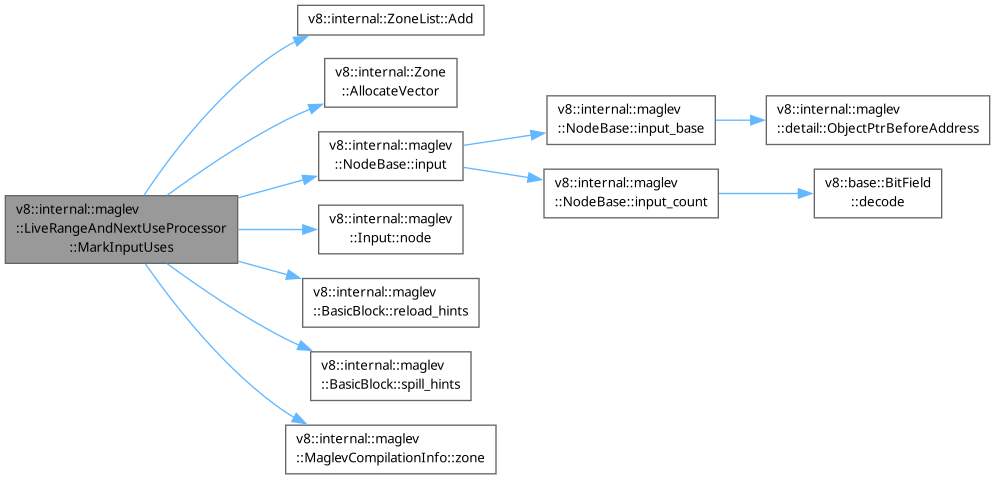 v8::internal::ZoneList::Add
v8::internal::Zone
::AllocateVector
v8::internal::maglev
::NodeBase::input
v8::internal::maglev
::NodeBase::input_base
v8::internal::maglev
::detail::ObjectPtrBeforeAddress
v8::internal::maglev
::NodeBase::input_count
v8::base::BitField
::decode
v8::internal::maglev
::LiveRangeAndNextUseProcessor
::MarkInputUses
v8::internal::maglev
::Input::node
v8::internal::maglev
::BasicBlock::reload_hints
v8::internal::maglev
::BasicBlock::spill_hints
v8::internal::maglev
::MaglevCompilationInfo::zone